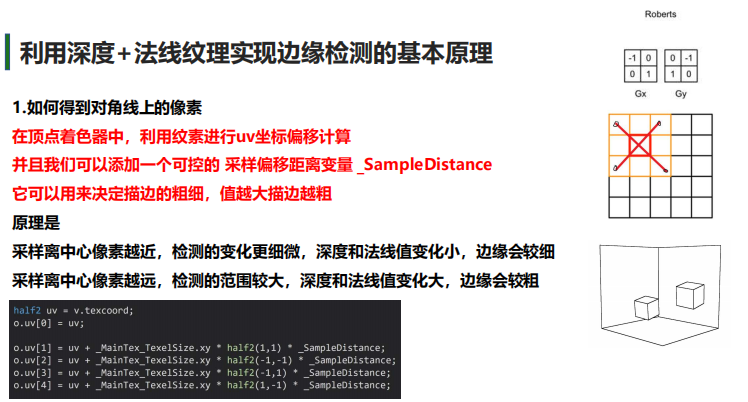 Roberts
利用深度+法线纹理实现边缘检测的基本原理
-1 0 0 -1
0 1 1 0
Gx Gy
1.如何得到对角线上的像素
在顶点着色器中，利用纹素进行uv坐标偏移计算
并且我们可以添加一个可控的 采样偏移距离变量 _SampleDistance
它可以用来决定描边的粗细，值越大描边越粗
原理是
采样离中心像素越近，检测的变化更细微，深度和法线值变化小，边缘会较细
采样离中心像素越远，检测的范围较大，深度和法线值变化大，边缘会较粗
half2 uv = v.texcoord;
o.uv[0] = uv;
o.uv[1] = uv + _MainTex_TexelSize.xy * half2(1,1) * _SampleDistance;
o.uv[2] = uv + _MainTex_TexelSize.xy * half2(-1,-1) * _SampleDistance;
o.uv[3] = uv + _MainTex_TexelSize.xy * half2(-1,1) * _SampleDistance;
o.uv[4] = uv + _MainTex_TexelSize.xy * half2(1,-1) * _SampleDistance;